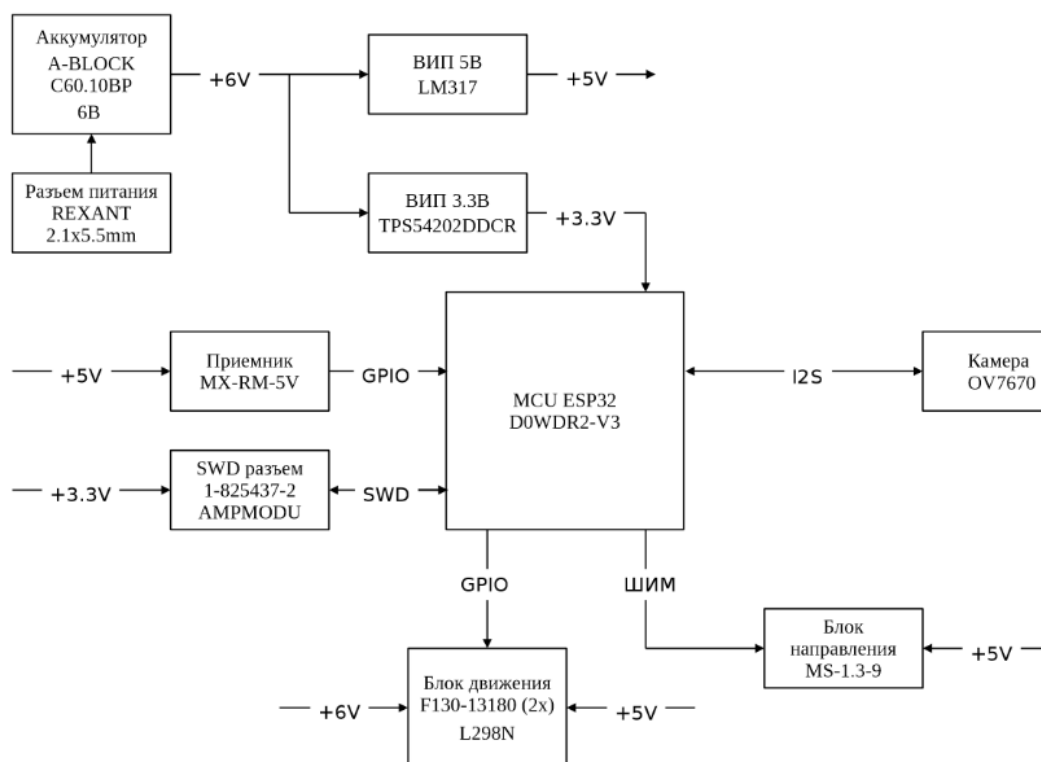 Аккумулятор
A-BLOCK
C60.10BP
6В
+6V
ВИП 5В
LM317
+5V
Разъем питания
REXANT
2.1x5.5mm
ВИП 3.3В
TPS54202DDCR
+3.3V
+5V
Приемник
MX-RM-5V
GPIO
MCU ESP32
D0WDR2-V3
I2S
Камера
OV7670
+3.3V
SWD разъем
1-825437-2
AMPMODU
SWD
GPIO
ШИМ
Блок
направления
MS-1.3-9
+5V
+6V
Блок движения
F130-13180 (2x)
L298N
+5V